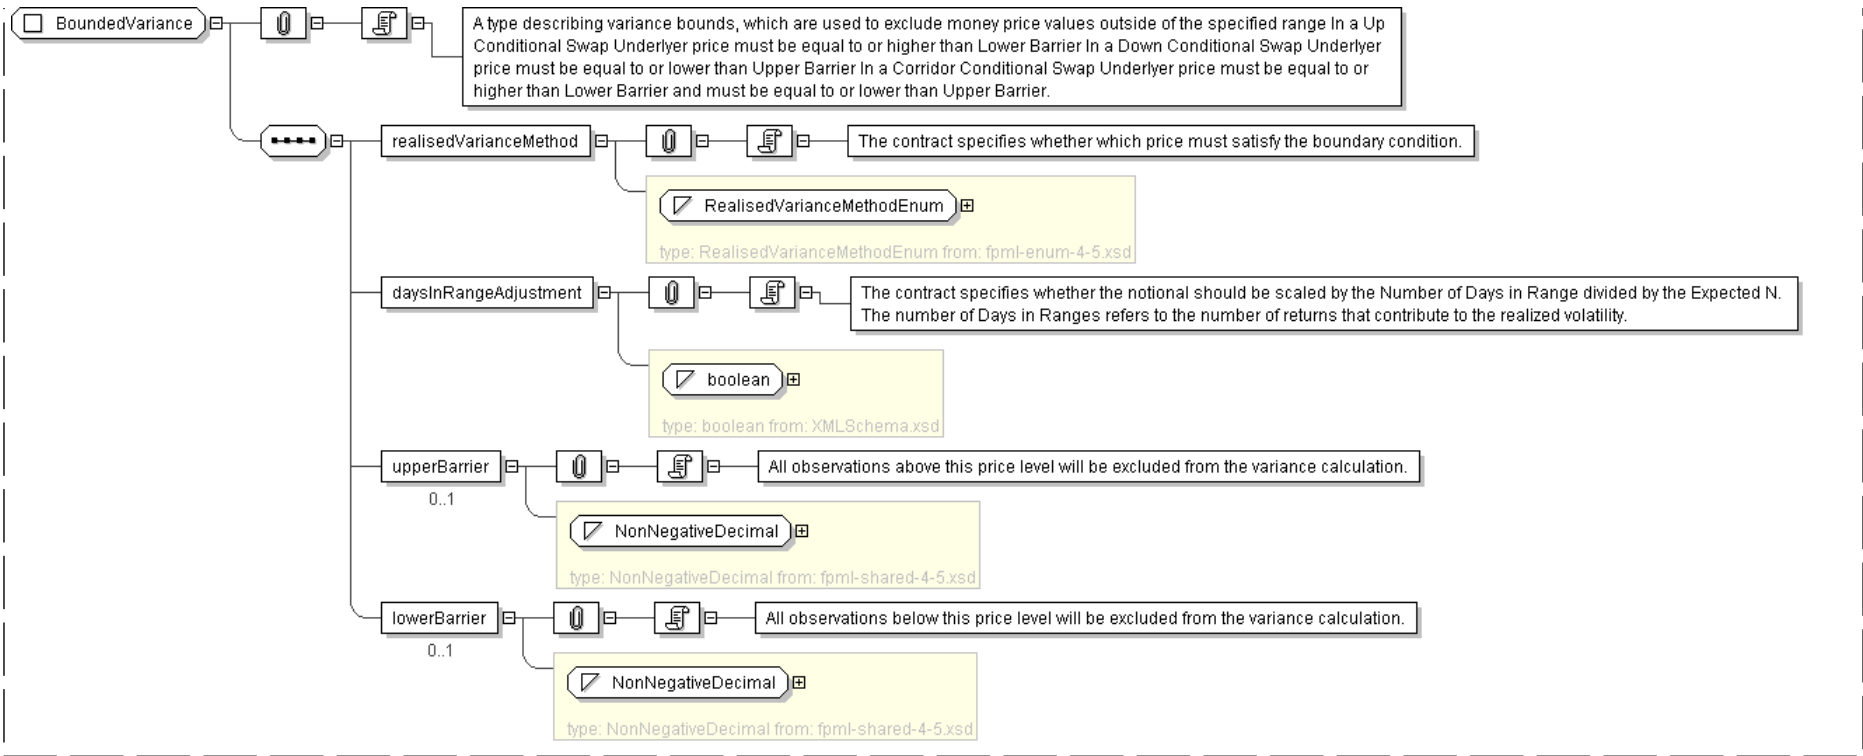 BoundedVariance
A type describing variance bounds, which are used to exclude money price values outside of the specified range In a Up
Conditional Swap Underlyer price must be equal to or higher than Lower Barrier In a Down Conditional Swap Underlyer
price must be equal to or lower than Upper Barrier In a Corridor Conditional Swap Underlyer price must be equal to or
higher than Lower Barrier and must be equal to or lower than Upper Barrier.
realisedVarianceMethod
The contract specifies whether which price must satisfy the boundary condition.
RealisedVarianceMethodEnum
type: RealisedVarianceMethodEnum from: fpml-enum-4-5.xsd
daysInRangeAdjustment
The contract specifies whether the notional should be scaled by the Number of Days in Range divided by the Expected N.
The number of Days in Ranges refers to the number of returns that contribute to the realized volatility.
boolean
type: boolean from: XMLSchema.xsd
upperBarrier
All observations above this price level will be excluded from the variance calculation.
0..1
NonNegativeDecimal
type: NonNegativeDecimal from: fpml-shared-4-5.xsd
lowerBarrier
All observations below this price level will be excluded from the variance calculation.
0..1
NonNegativeDecimal
type: NonNegativeDecimal from: fpml-shared-4-5.xsd